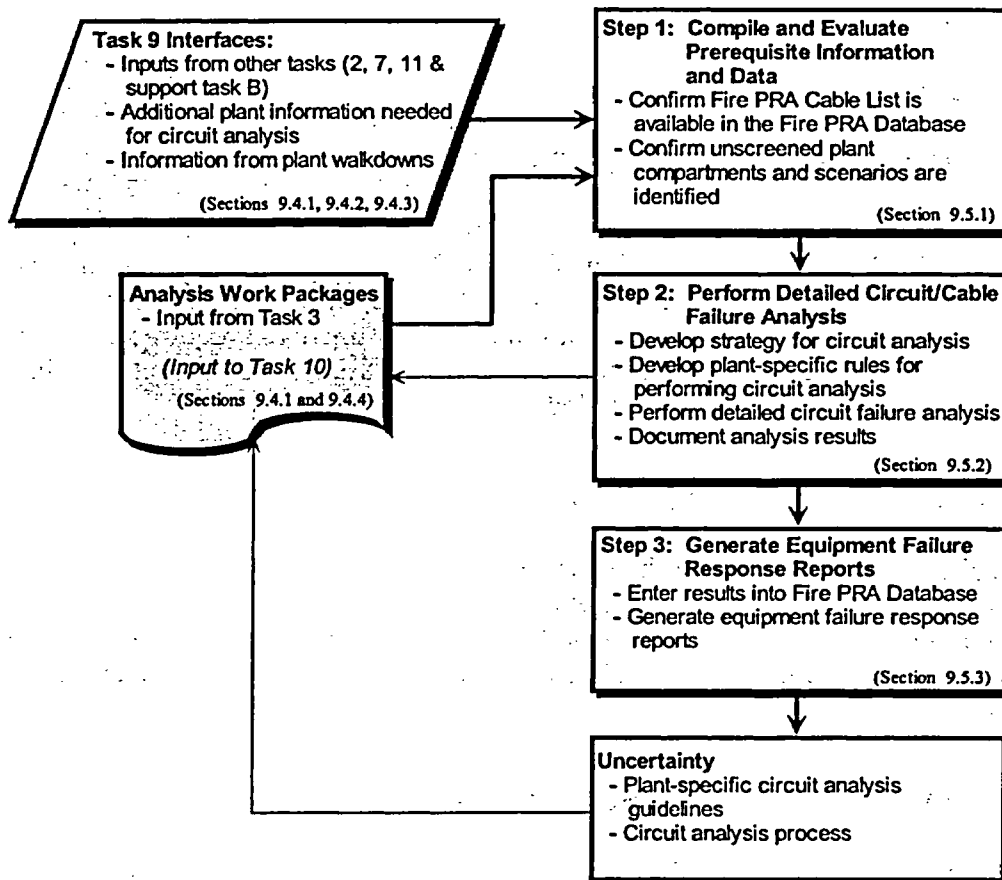 Task 9 Interfaces:
- Inputs from other tasks (2, 7, 11 &
support task B)
- Additional plant information needed
for circuit analysis
- Information from plant walkdowns
(Sections 9.4.1, 9.4.2, 9.4.3)
Step 1: Compile and Evaluate
Prerequisite Information
and Data
- Confirm Fire PRA Cable List is
available in the Fire PRA Database
- Confirm unscreened plant
compartments and scenarios are
identified
(Section 9.5.1)
Analysis Work Packages
- Input from Task 3
(Input to Task 10)
(Sections 9.4.1 and 9.4.4)
Step 2: Perform Detailed Circuit/Cable
Failure Analysis
- Develop strategy for circuit analysis
- Develop plant-specific rules for
performing circuit analysis
- Perform detailed circuit failure analysis
- Document analysis results
(Section 9.5.2)
Step 3: Generate Equipment Failure
Response Reports
- Enter results into Fire PRA Database
- Generate equipment failure response
reports
(Section 9.5.3)
Uncertainty
- Plant-specific circuit analysis
guidelines
- Circuit analysis process